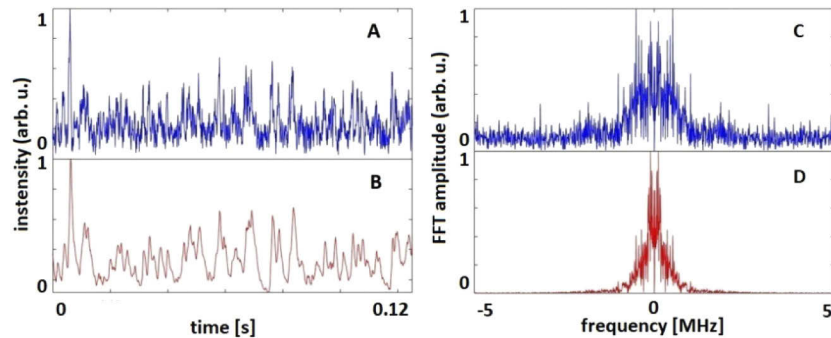 1 A
0
instensity (arb. u.)
1 B
0
0 0.12
time [s]
1 C
0
FFT amplitude (arb. u.)
1 D
0
-5 0 5
frequency [MHz]